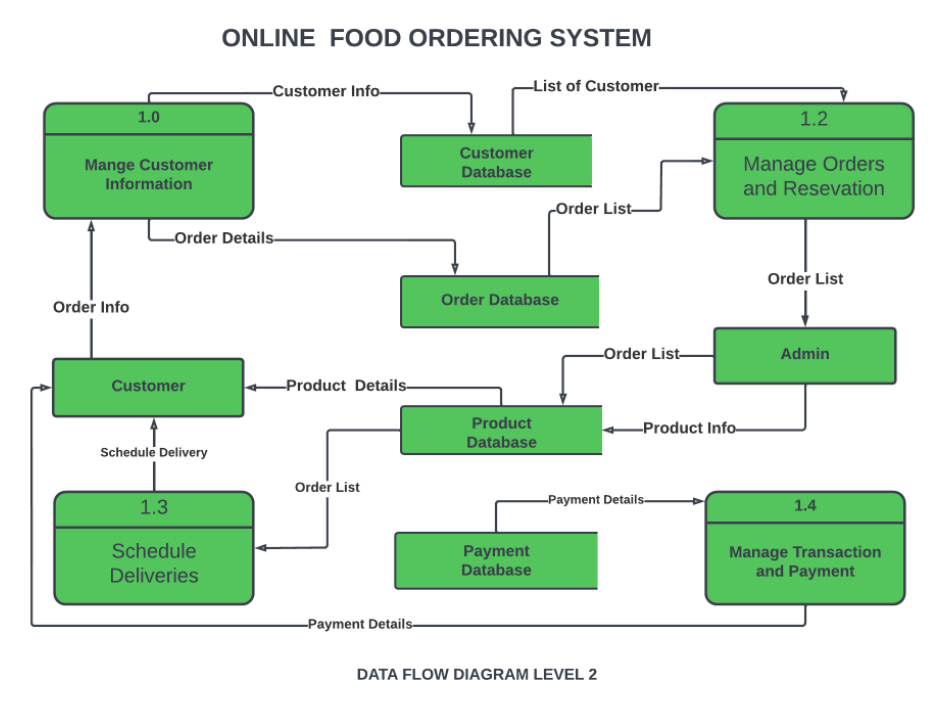 ONLINE  FOOD ORDERING SYSTEM
Customer Info
List of Customer
1.0
Mange Customer
Information
Customer
Database
1.2
Manage Orders
and Resevation
Order List
Order Details
Order Database
Order List
Order Info
Order List
Admin
Customer
Product  Details
Product
Database
Product Info
Schedule Delivery
Order List
1.3
Schedule
Deliveries
Payment Details
Payment
Database
1.4
Manage Transaction
and Payment
Payment Details
DATA FLOW DIAGRAM LEVEL 2